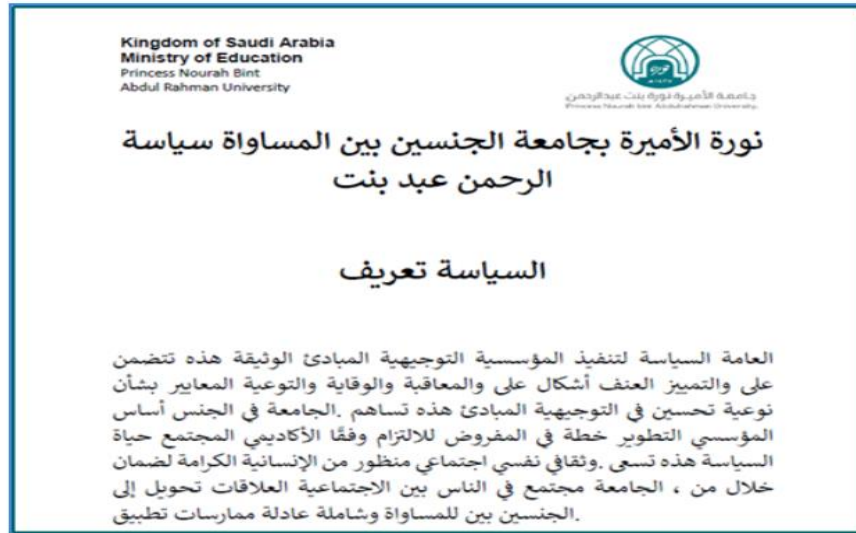 Kingdom of Saudi Arabia
Ministry of Education
Princess Nourah Bint
Abdul Rahman University
جامعة الأميرة نورة بنت عبدالرحمن
Princess Nourah bint Abdulrahman University
نورة الأميرة بجامعة الجنسين بين المساواة سياسة
الرحمن عبد بنت
السياسة تعريف
العامة السياسة لتنفيذ المؤسسية التوجيهية المبادئ الوثيقة هذه تتضمن
على والتمييز العنف أشكال على والمعاقبة والوقاية والتوعية المعايير بشأن
نوعية تحسين في التوجيهية المبادئ هذه تساهم .الجامعة في الجنس أساس
المؤسسي التطوير خطة في المفروض للالتزام وفقًا الأكاديمي المجتمع حياة
السياسة هذه تسعى .وثقافي نفسي اجتماعي منظور من الإنسانية الكرامة لضمان
خلال من ، الجامعة مجتمع في الناس بين الاجتماعية العلاقات تحويل إلى
.الجنسين بين للمساواة وشاملة عادلة ممارسات تطبيق